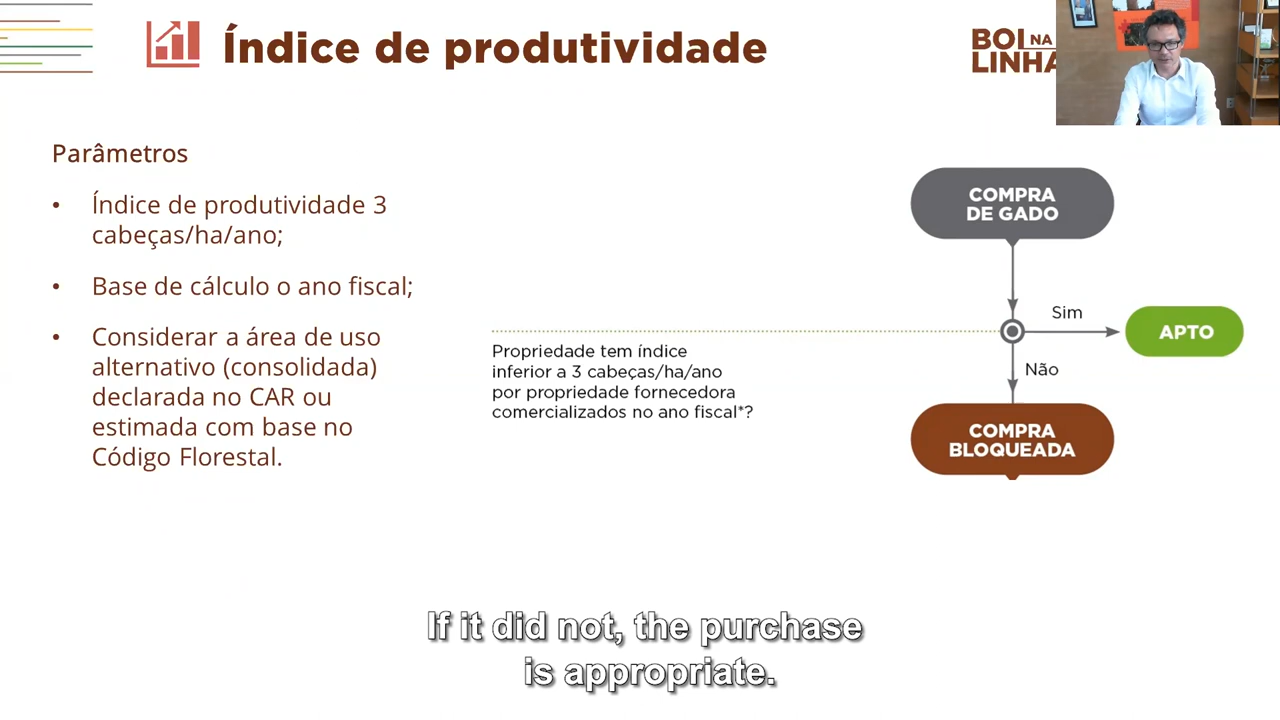 Índice de produtividade
BOI NA
LINHA
Parâmetros
• Índice de produtividade 3
cabeças/ha/ano;
• Base de cálculo o ano fiscal;
• Considerar a área de uso
alternativo (consolidada)
declarada no CAR ou
estimada com base no
Código Florestal.
COMPRA
DE GADO
Sim
APTO
Propriedade tem índice
inferior a 3 cabeças/ha/ano
por propriedade fornecedora
comercializados no ano fiscal*?
Não
COMPRA
BLOQUEADA
If it did not, the purchase
is appropriate.